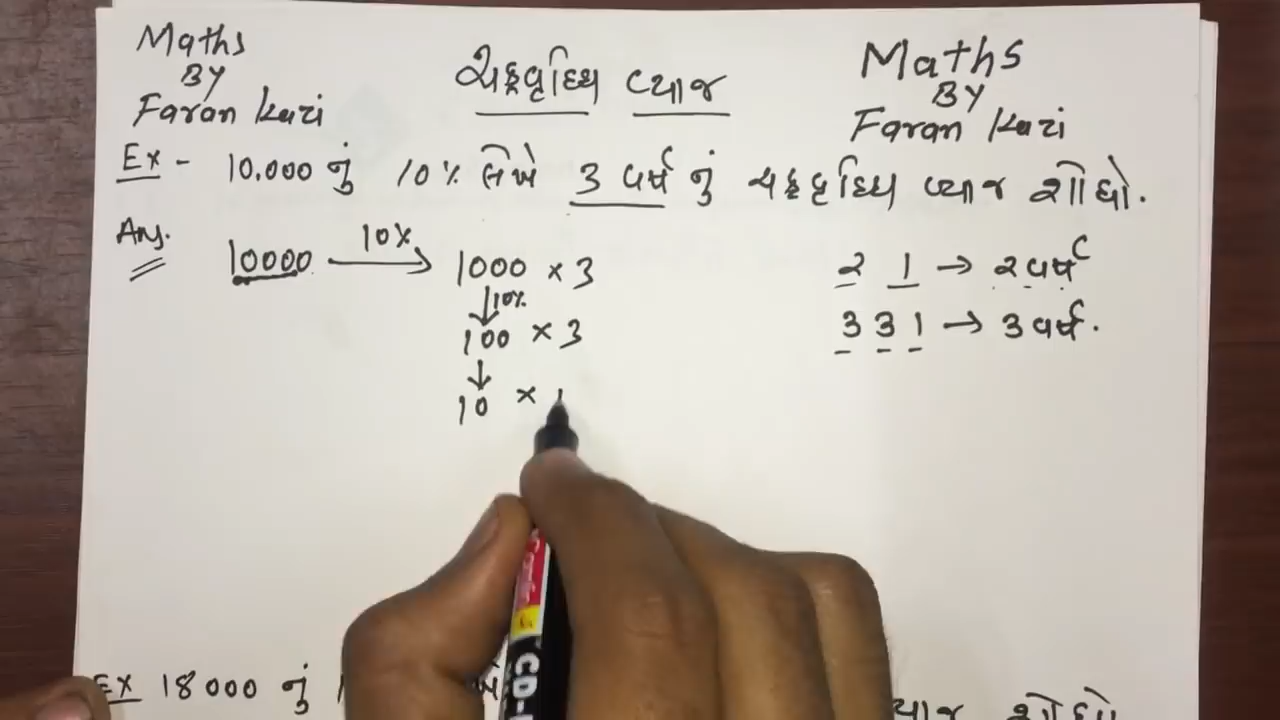 Maths
BY
Faran Kazi
ચક્રવૃદ્ધિ વ્યાજ
Maths
BY
Faran Kazi
Ex - 10.000 નું 10% લેખે 3 વર્ષ નું ચક્રવૃદ્ધિ વ્યાજ શોધો.
Ans. 10000 10% → 1000 × 3
↓10%
100 × 3
↓
10 ×
2 1 → 2 વર્ષ
3 3 1 → 3 વર્ષ.
Ex 18000 નું
વ્યાજ શોધો
CD-